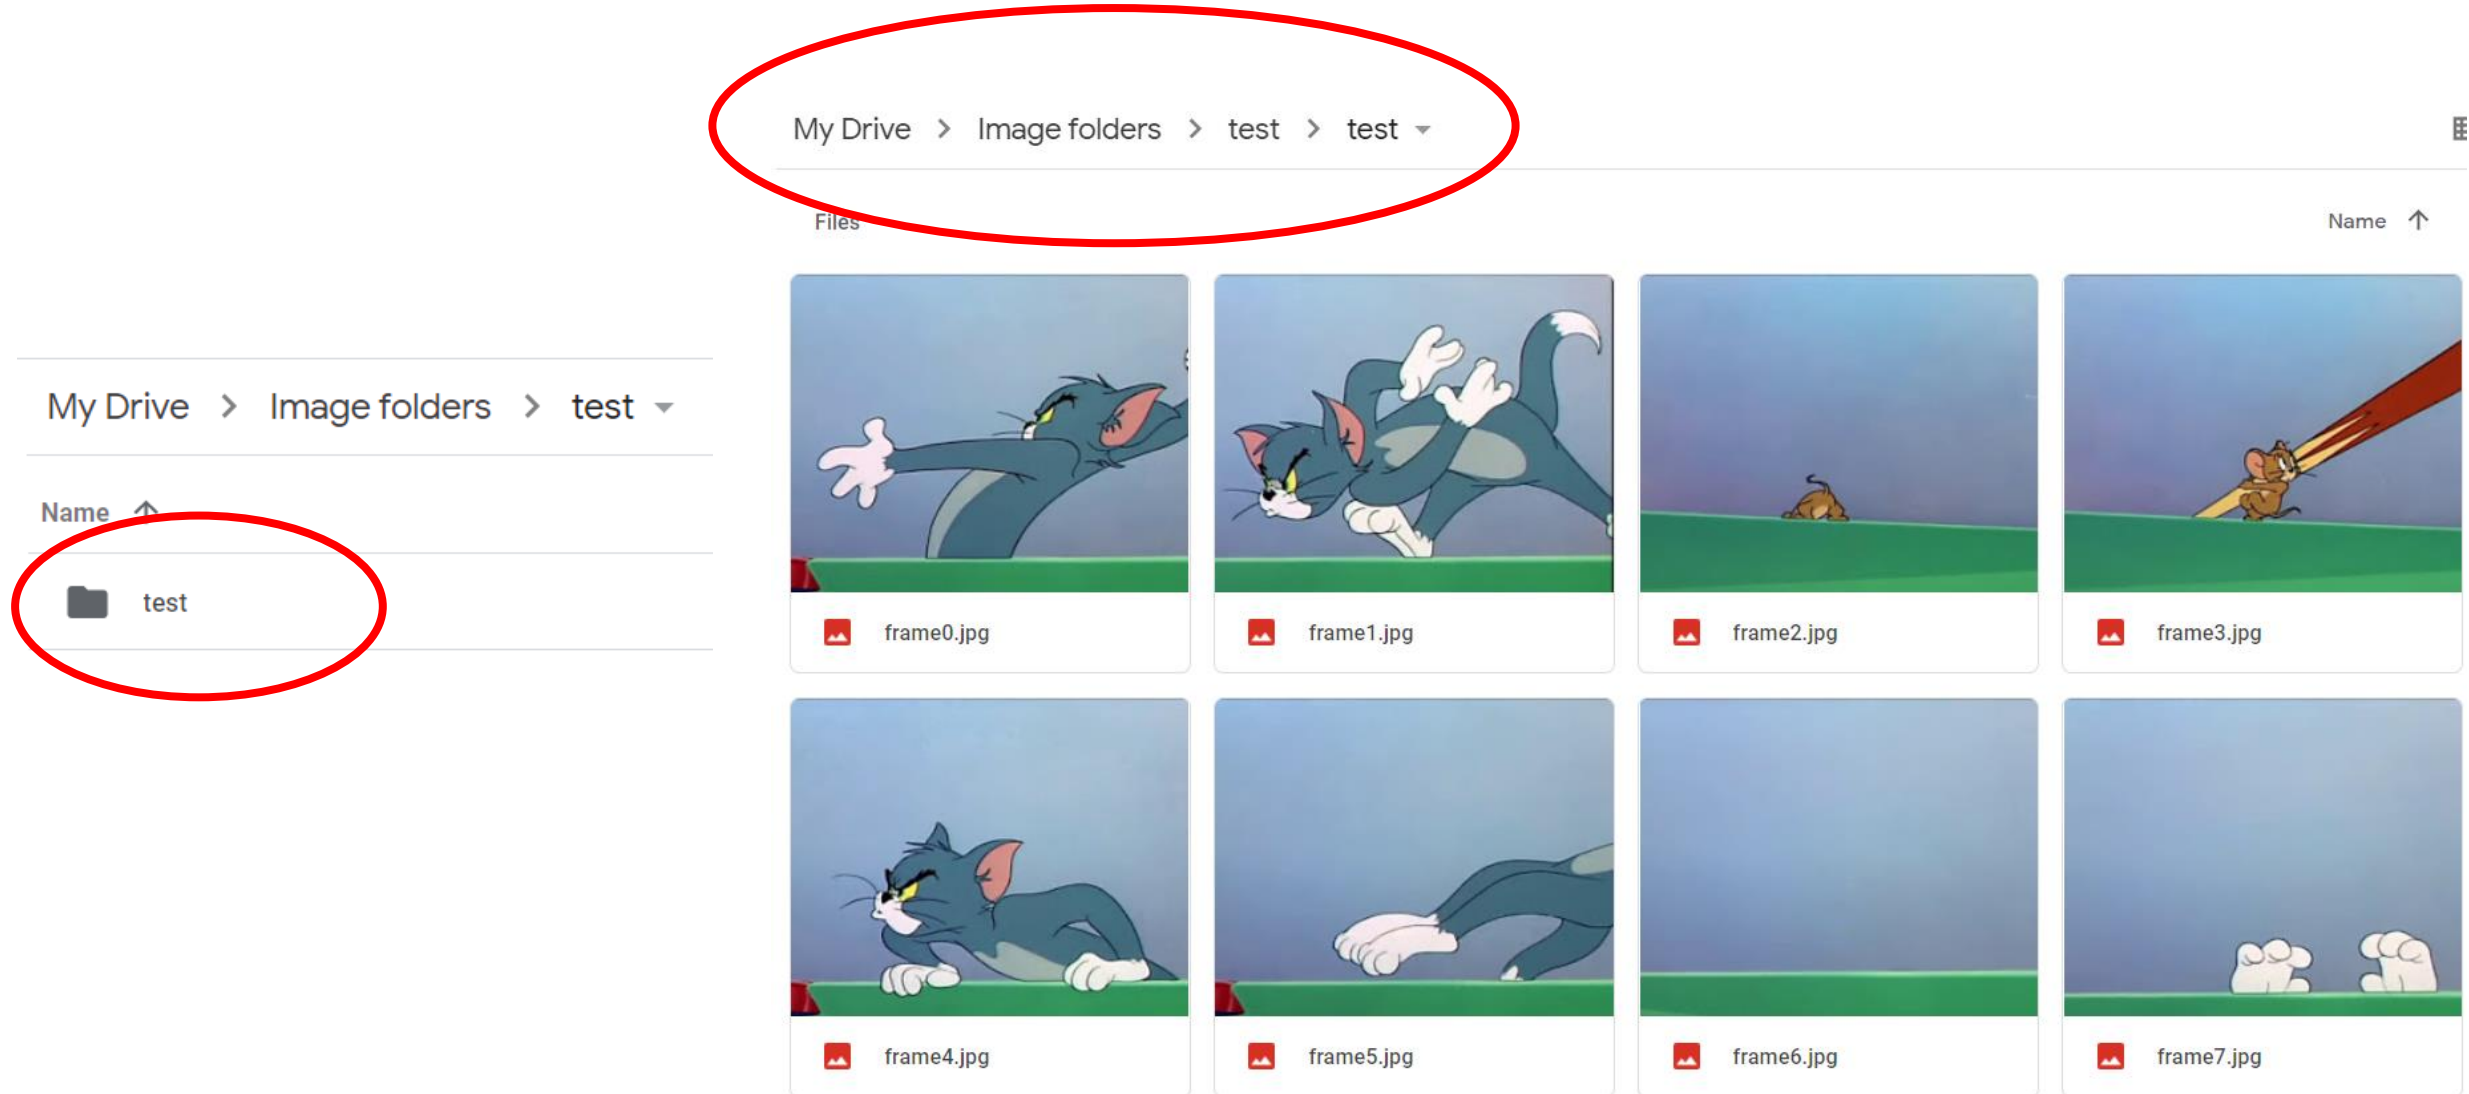 My Drive > Image folders > test
Name ↑
test
My Drive > Image folders > test > test
Files
Name ↑
frame0.jpg
frame1.jpg
frame2.jpg
frame3.jpg
frame4.jpg
frame5.jpg
frame6.jpg
frame7.jpg